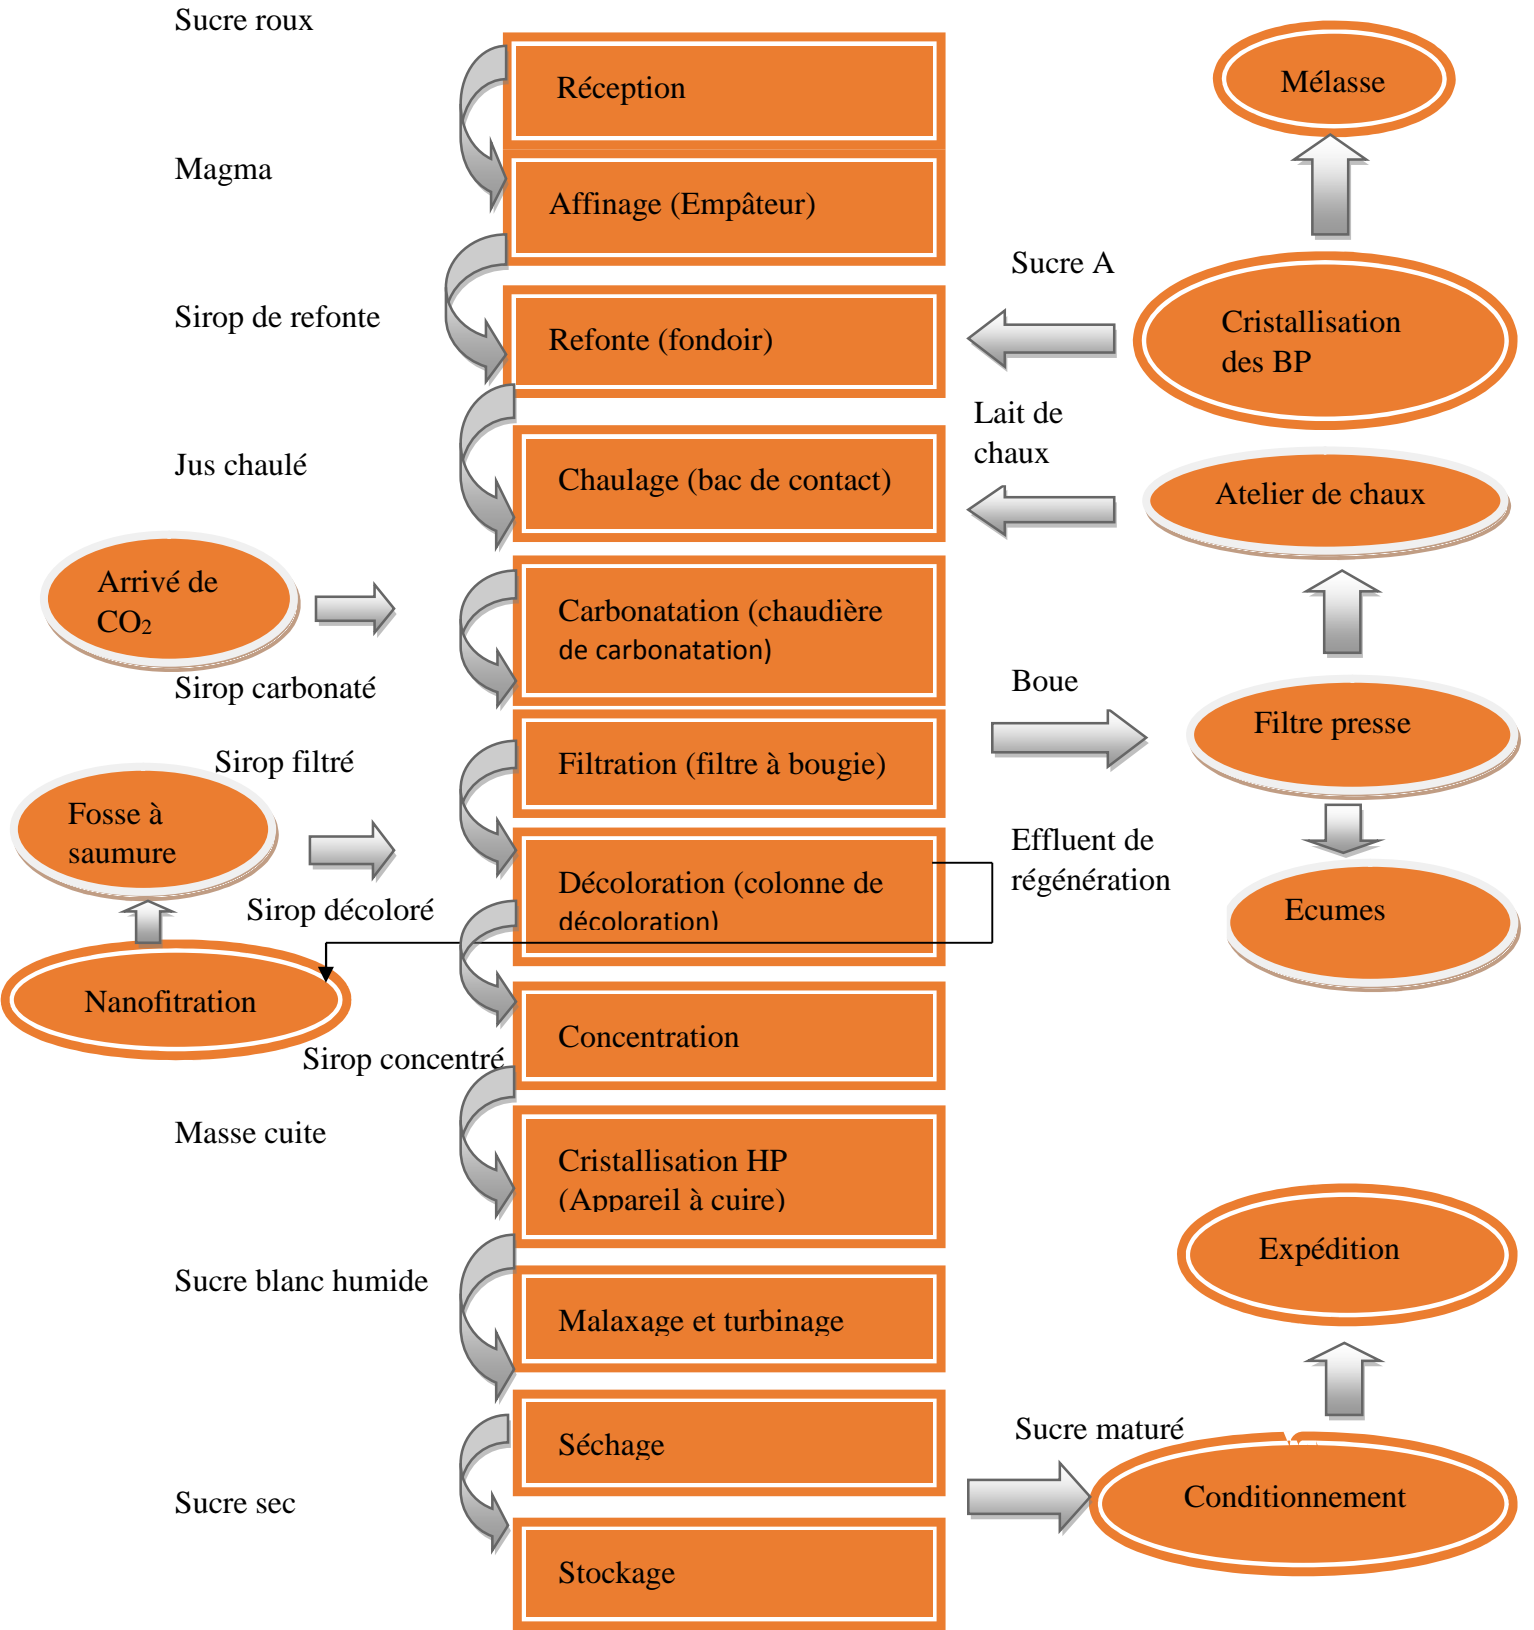 Sucre roux
Réception
Mélasse
Magma
Affinage (Empâteur)
Sucre A
Sirop de refonte
Refonte (fondoir)
Cristallisation
des BP
Lait de
chaux
Jus chaulé
Chaulage (bac de contact)
Atelier de chaux
Arrivé de
CO₂
Carbonatation (chaudière
de carbonatation)
Sirop carbonaté
Boue
Filtre presse
Sirop filtré
Filtration (filtre à bougie)
Fosse à
saumure
Effluent de
régénération
Décoloration (colonne de
décoloration)
Sirop décoloré
Ecumes
Nanofitration
Concentration
Sirop concentré
Masse cuite
Cristallisation HP
(Appareil à cuire)
Expédition
Sucre blanc humide
Malaxage et turbinage
Séchage
Sucre maturé
Sucre sec
Conditionnement
Stockage